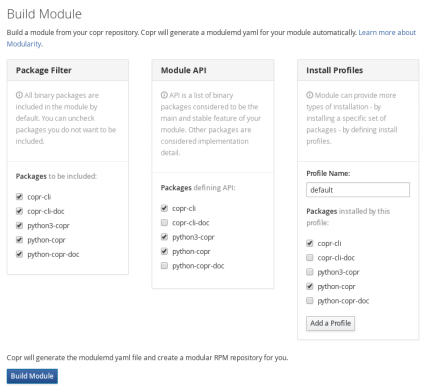 Build Module
Build a module from your copr repository. Copr will generate a modulemd yaml for your module automatically. Learn more about
Modularity.
Package Filter
All binary packages are
included in the module by
default. You can uncheck
packages you do not want to be
included.
Packages to be included:
copr-cli
copr-cli-doc
python3-copr
python-copr
python-copr-doc
Module API
API is a list of binary
packages considered to be the
main and stable feature of your
module. Other packages are
considered implementation
detail.
Packages defining API:
copr-cli
copr-cli-doc
python3-copr
python-copr
python-copr-doc
Install Profiles
Module can provide more
types of installation - by
installing a specific set of
packages - by defining install
profiles.
Profile Name:
default
Packages installed by this
profile:
copr-cli
copr-cli-doc
python3-copr
python-copr
python-copr-doc
Add a Profile
Copr will generate the modulemd yaml file and create a modular RPM repository for you.
Build Module